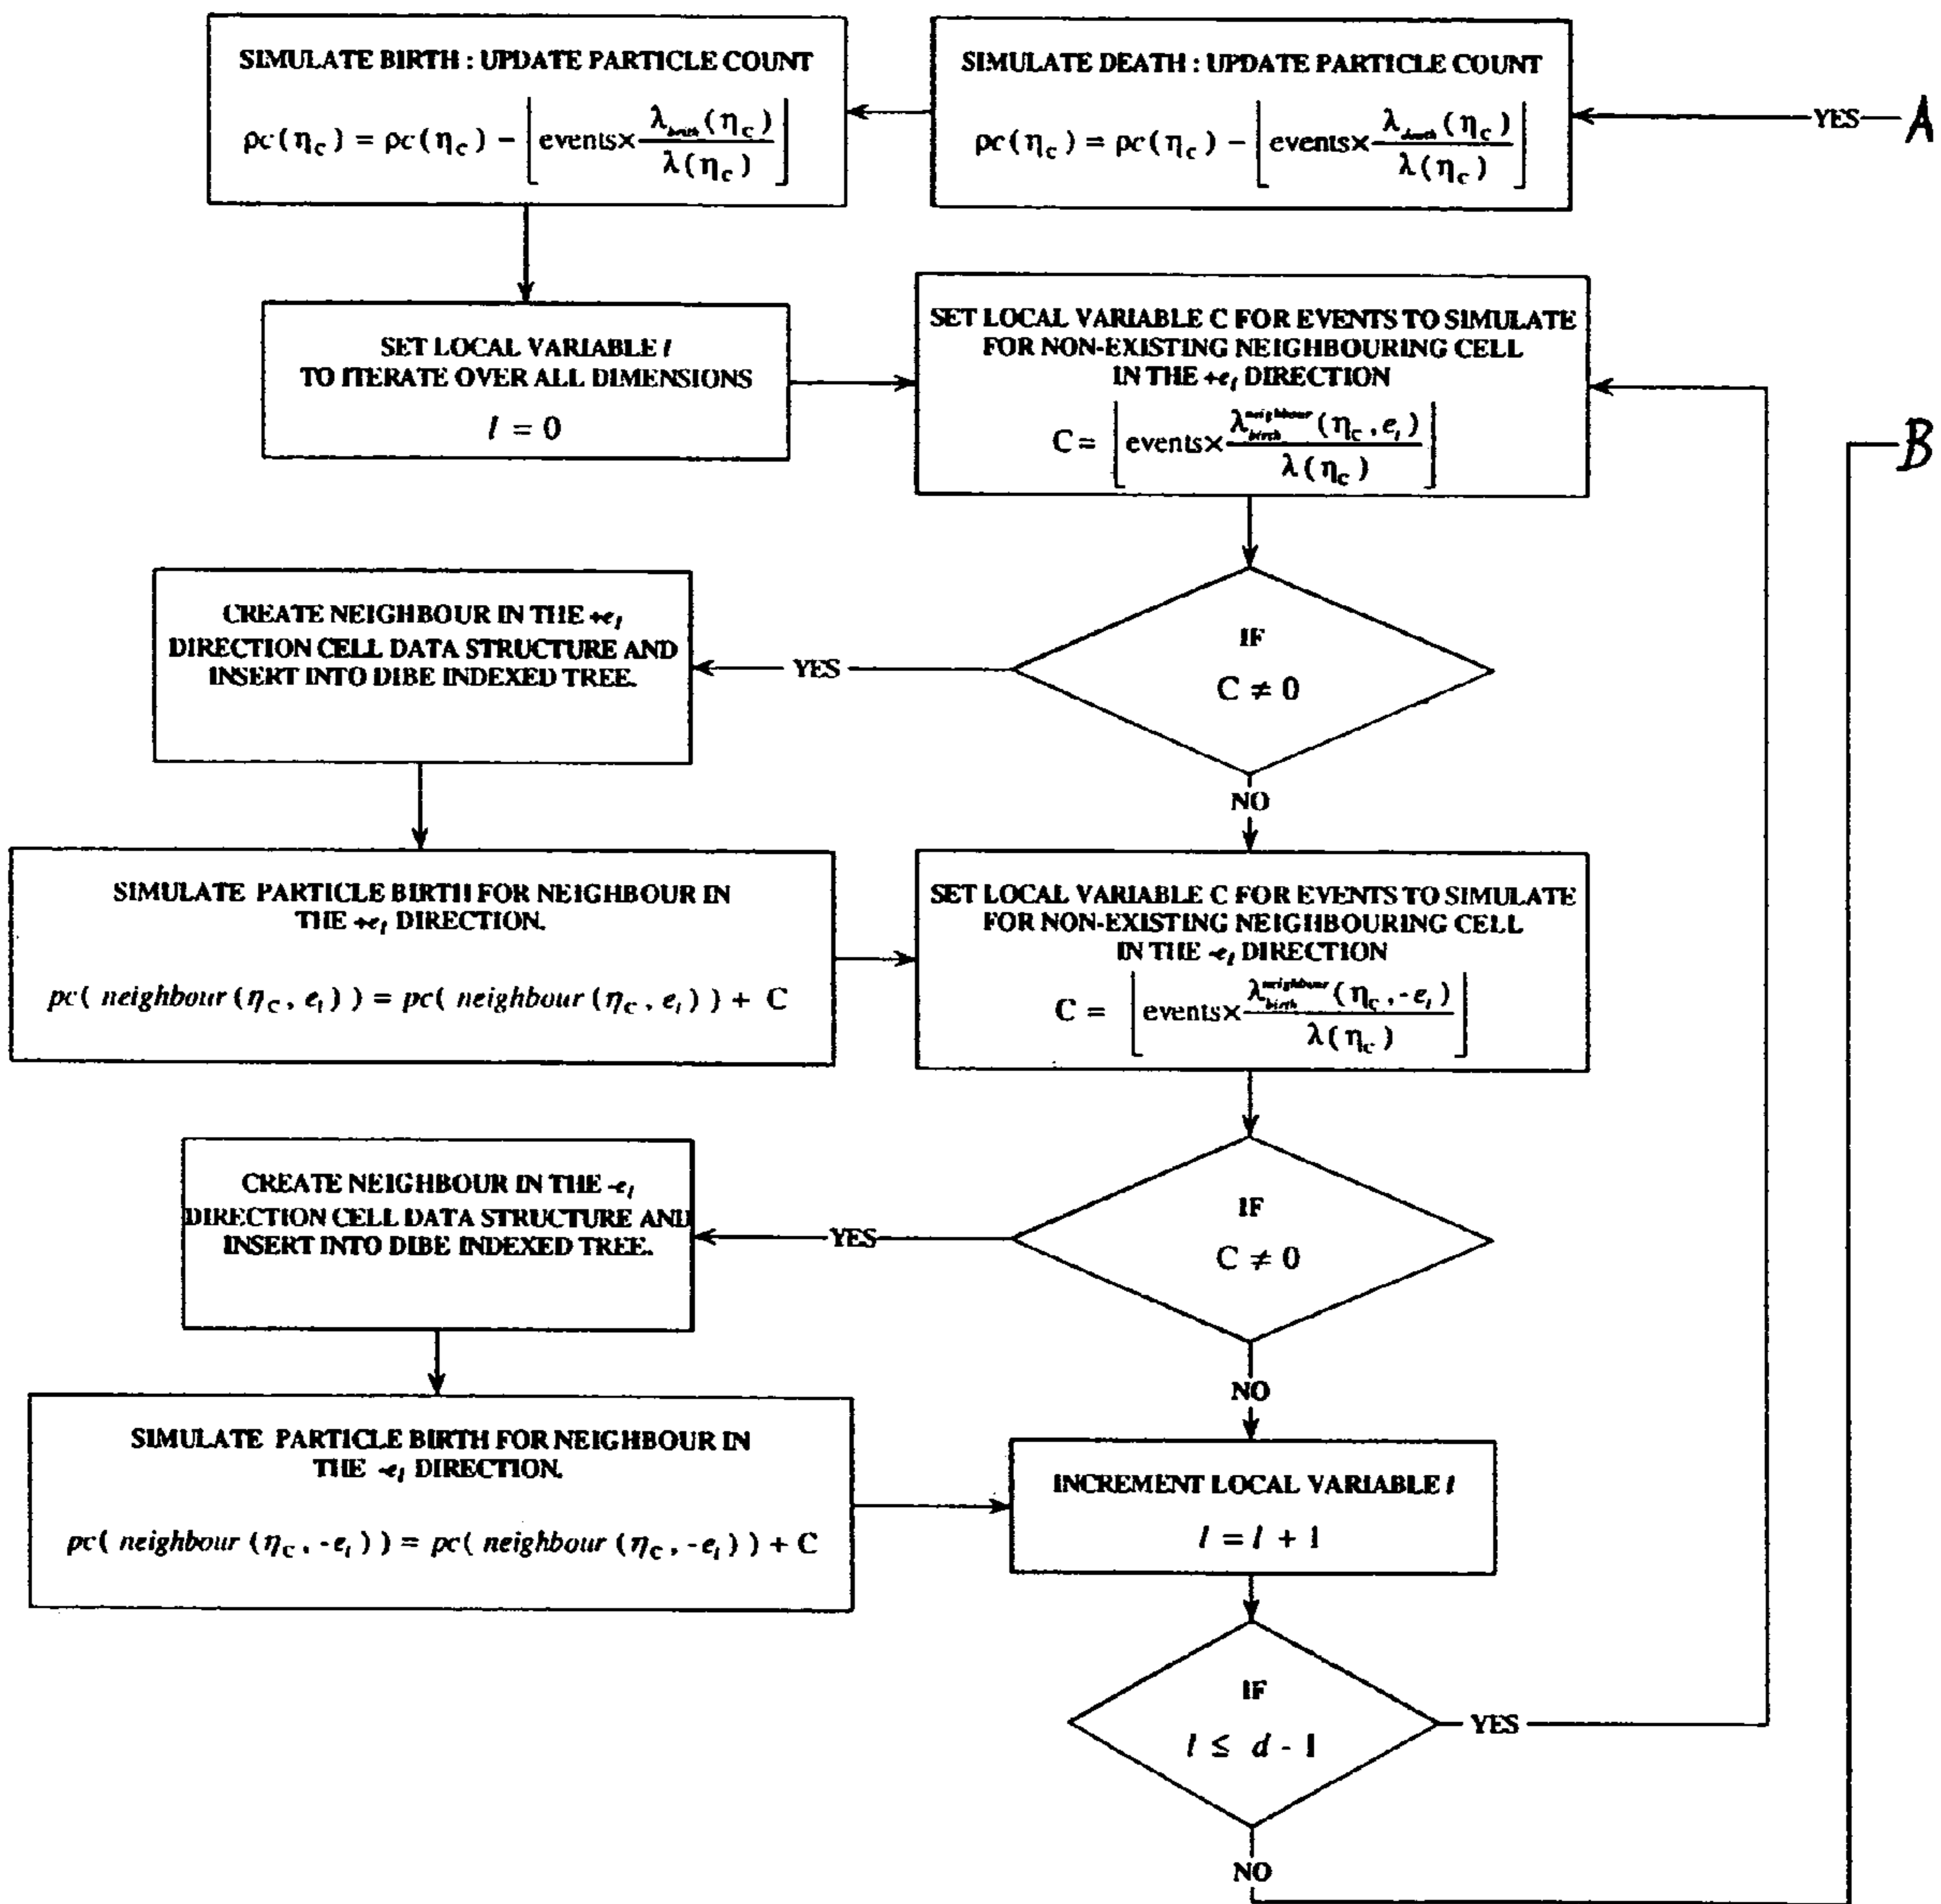 SIMULATE BIRTH : UPDATE PARTICLE COUNT
ρc(η_c) = ρc(η_c) − ⌊events× λ_birth(η_c) / λ(η_c)⌋
SIMULATE DEATH : UPDATE PARTICLE COUNT
ρc(η_c) = ρc(η_c) − ⌊events× λ_death(η_c) / λ(η_c)⌋
YES
A
SET LOCAL VARIABLE l
TO ITERATE OVER ALL DIMENSIONS
l = 0
SET LOCAL VARIABLE C FOR EVENTS TO SIMULATE
FOR NON-EXISTING NEIGHBOURING CELL
IN THE +e_l DIRECTION
C = ⌊events× λ^neighbour_birth(η_c, e_l) / λ(η_c)⌋
B
CREATE NEIGHBOUR IN THE +e_l
DIRECTION CELL DATA STRUCTURE AND
INSERT INTO DIBE INDEXED TREE.
YES
IF
C ≠ 0
NO
SIMULATE PARTICLE BIRTH FOR NEIGHBOUR IN
THE +e_l DIRECTION.
pc( neighbour (η_c, e_l) ) = pc( neighbour (η_c, e_l) ) + C
SET LOCAL VARIABLE C FOR EVENTS TO SIMULATE
FOR NON-EXISTING NEIGHBOURING CELL
IN THE -e_l DIRECTION
C = ⌊events× λ^neighbour_birth(η_c, -e_l) / λ(η_c)⌋
CREATE NEIGHBOUR IN THE -e_l
DIRECTION CELL DATA STRUCTURE AND
INSERT INTO DIBE INDEXED TREE.
YES
IF
C ≠ 0
NO
SIMULATE PARTICLE BIRTH FOR NEIGHBOUR IN
THE -e_l DIRECTION.
pc( neighbour (η_c, -e_l) ) = pc( neighbour (η_c, -e_l) ) + C
INCREMENT LOCAL VARIABLE l
l = l + 1
IF
l ≤ d - 1
YES
NO